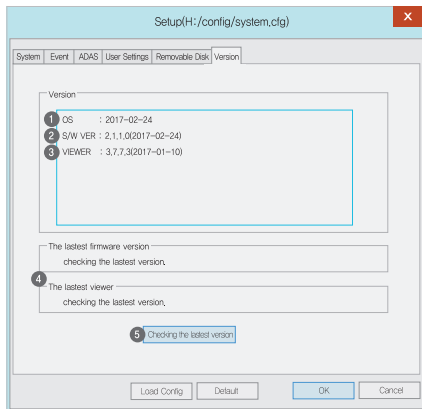 Setup(H:/config/system,cfg)
X
System Event ADAS User Settings Removable Disk Version
Version
1 OS : 2017-02-24
2 S/W VER : 2,1,1,0(2017-02-24)
3 VIEWER : 3,7,7,3(2017-01-10)
The lastest firmware version
checking the lastest version,
4
The lastest viewer
checking the lastest version,
5 Checking the lastest version
Load Config Default OK Cancel